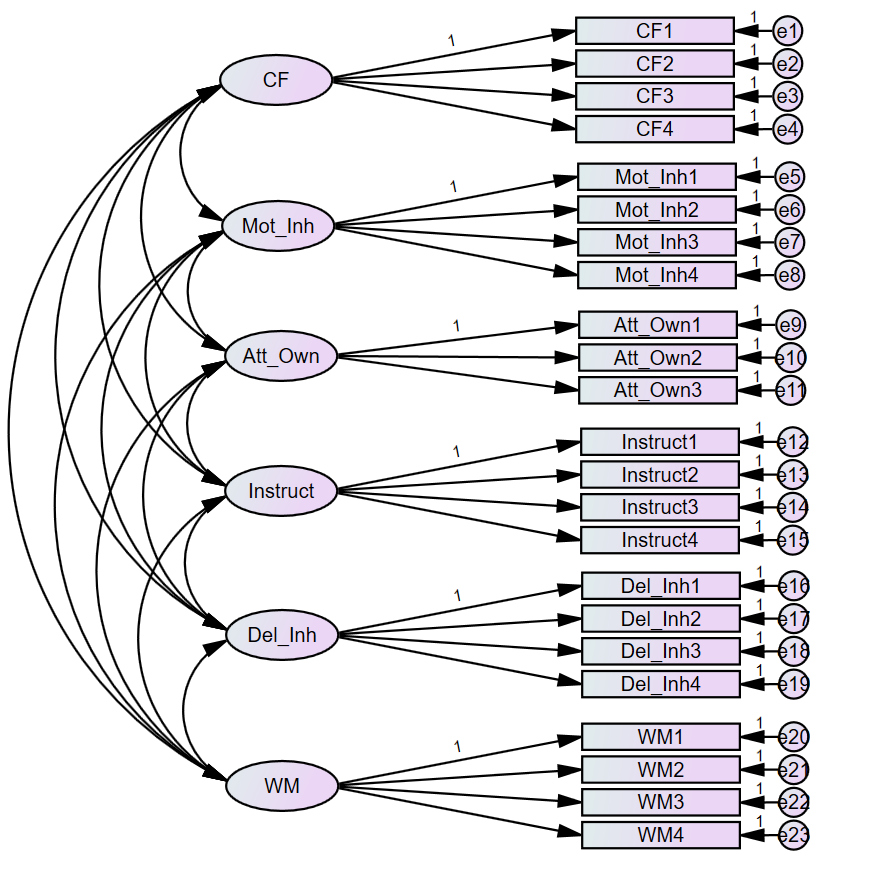 1 CF1 1 e1
CF2 1 e2
CF CF3 1 e3
CF4 1 e4
1 Mot_Inh1 1 e5
Mot_Inh2 1 e6
Mot_Inh Mot_Inh3 1 e7
Mot_Inh4 1 e8
1 Att_Own1 1 e9
Att_Own Att_Own2 1 e10
Att_Own3 1 e11
1 Instruct1 1 e12
Instruct2 1 e13
Instruct Instruct3 1 e14
Instruct4 1 e15
1 Del_Inh1 1 e16
Del_Inh2 1 e17
Del_Inh Del_Inh3 1 e18
Del_Inh4 1 e19
1 WM1 1 e20
WM2 1 e21
WM WM3 1 e22
WM4 1 e23